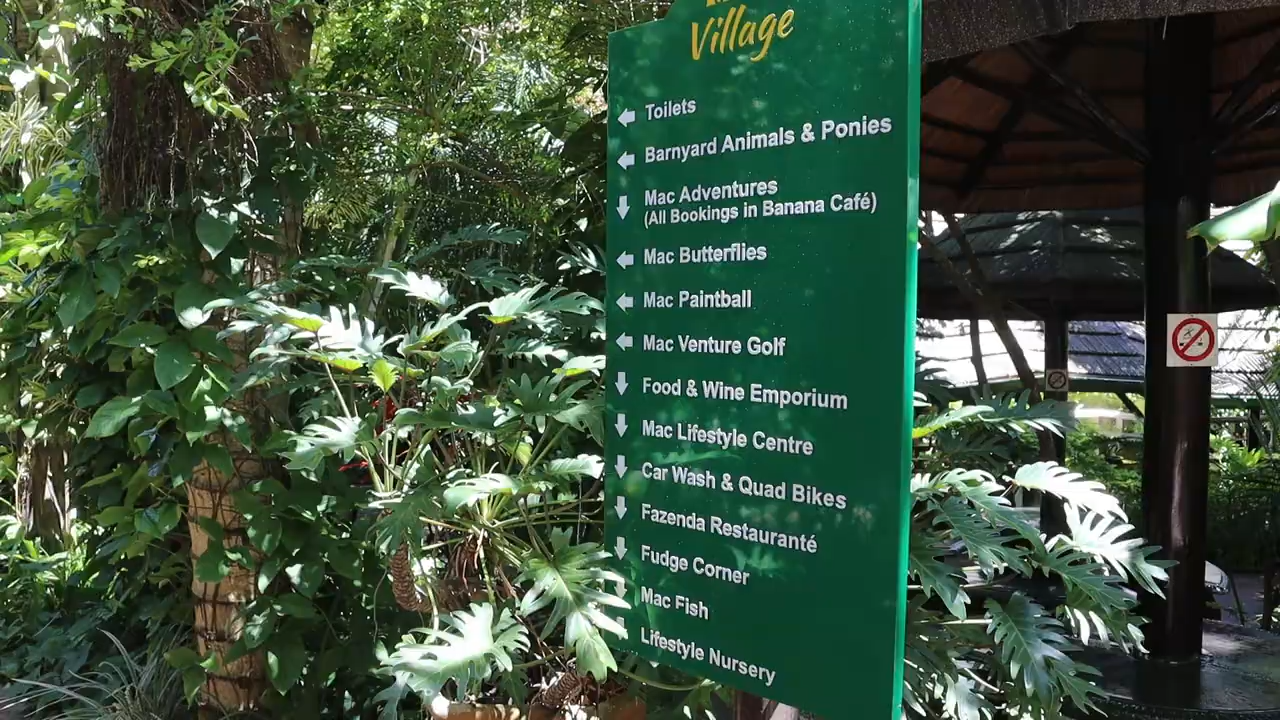 Village
Toilets
Barnyard Animals & Ponies
Mac Adventures
(All Bookings in Banana Café)
Mac Butterflies
Mac Paintball
Mac Venture Golf
Food & Wine Emporium
Mac Lifestyle Centre
Car Wash & Quad Bikes
Fazenda Restauranté
Fudge Corner
Mac Fish
Lifestyle Nursery